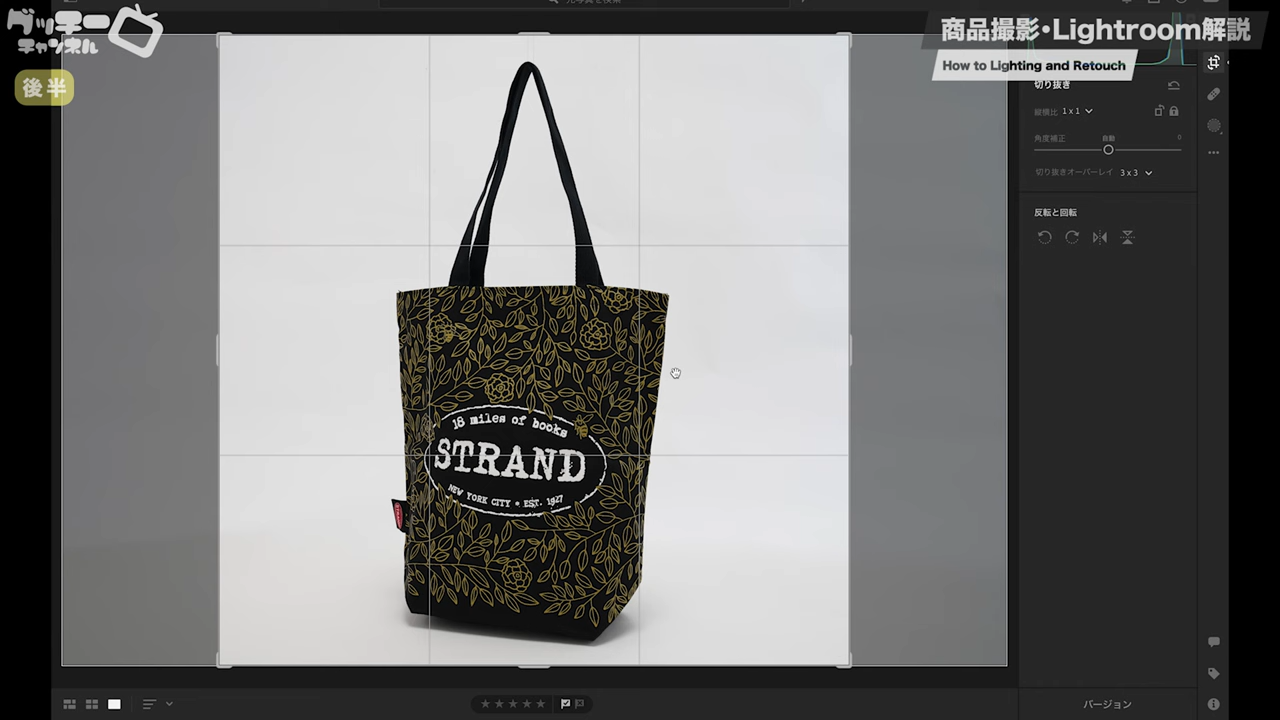 グッチー
チャンネル
後半
商品撮影・Lightroom解説
How to Lighting and Retouch
切り抜き
縦横比 1 x 1
角度補正 自動 0
切り抜きオーバーレイ 3 x 3
反転と回転
16 miles of books
STRAND
NEW YORK CITY • EST. 1927
バージョン